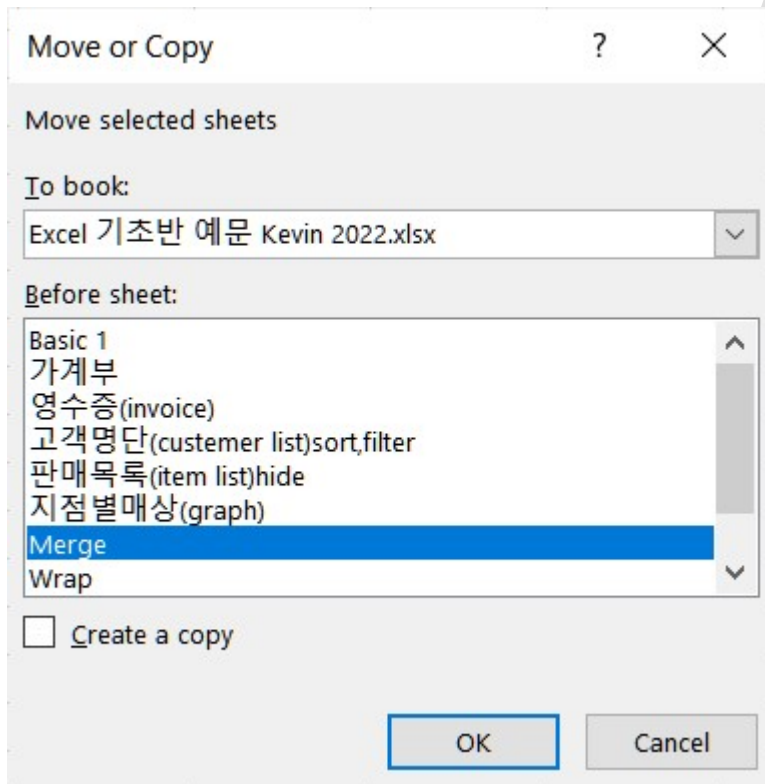 Move or Copy ?
Move selected sheets
To book:
Excel 기초반 예문 Kevin 2022.xlsx
Before sheet:
Basic 1
가계부
영수증(invoice)
고객명단(custemer list)sort,filter
판매목록(item list)hide
지점별매상(graph)
Merge
Wrap
Create a copy
OK Cancel